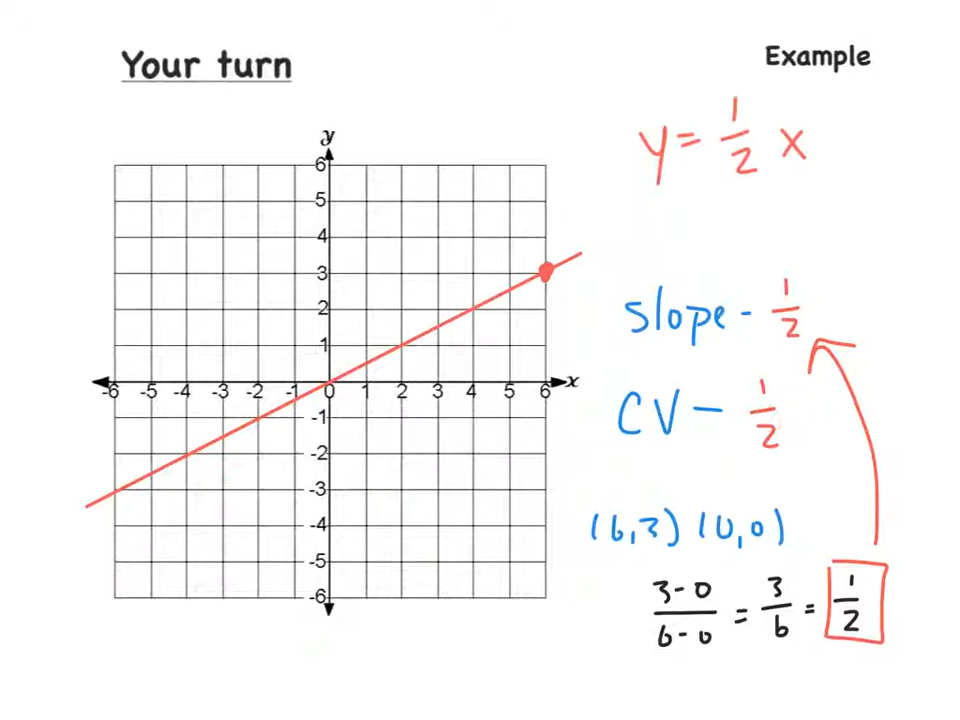 Your turn
Example
y = 1/2 x
y
6
5
4
3
2
1
-6 -5 -4 -3 -2 -1 0 1 2 3 4 5 6 x
-1
-2
-3
-4
-5
-6
slope - 1/2
CV — 1/2
(6,3) (0,0)
3-0/6-0 = 3/6 = 1/2